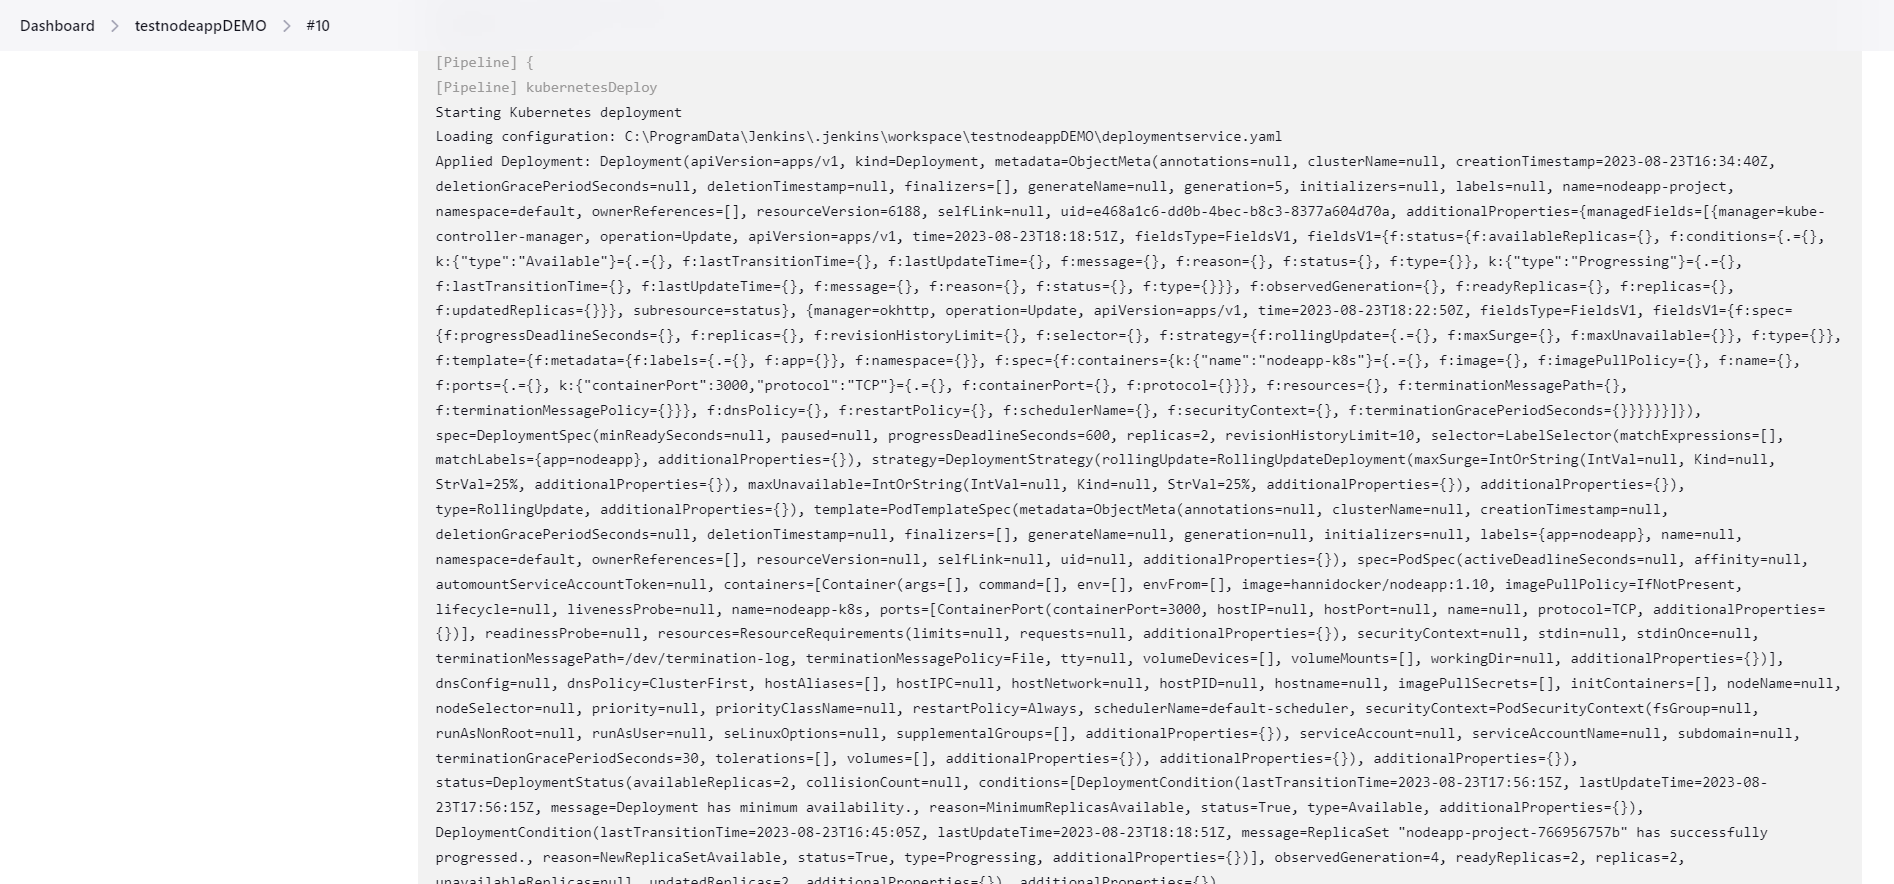 Dashboard > testnodeappDEMO > #10
[Pipeline] {
[Pipeline] kubernetesDeploy
Starting Kubernetes deployment
Loading configuration: C:\ProgramData\Jenkins\.jenkins\workspace\testnodeappDEMO\deploymentservice.yaml
Applied Deployment: Deployment(apiVersion=apps/v1, kind=Deployment, metadata=ObjectMeta(annotations=null, clusterName=null, creationTimestamp=2023-08-23T16:34:40Z,
deletionGracePeriodSeconds=null, deletionTimestamp=null, finalizers=[], generateName=null, generation=5, initializers=null, labels=null, name=nodeapp-project,
namespace=default, ownerReferences=[], resourceVersion=6188, selfLink=null, uid=e468a1c6-dd0b-4bec-b8c3-8377a604d70a, additionalProperties={managedFields=[{manager=kube-
controller-manager, operation=Update, apiVersion=apps/v1, time=2023-08-23T18:18:51Z, fieldsType=FieldsV1, fieldsV1={f:status={f:availableReplicas={}, f:conditions={.={},
k:{"type":"Available"}={.={}, f:lastTransitionTime={}, f:lastUpdateTime={}, f:message={}, f:reason={}, f:status={}, f:type={}}, k:{"type":"Progressing"}={.={},
f:lastTransitionTime={}, f:lastUpdateTime={}, f:message={}, f:reason={}, f:status={}, f:type={}}}, f:observedGeneration={}, f:readyReplicas={}, f:replicas={},
f:updatedReplicas={}}}, subresource=status}, {manager=okhttp, operation=Update, apiVersion=apps/v1, time=2023-08-23T18:22:50Z, fieldsType=FieldsV1, fieldsV1={f:spec=
{f:progressDeadlineSeconds={}, f:replicas={}, f:revisionHistoryLimit={}, f:selector={}, f:strategy={f:rollingUpdate={.={}, f:maxSurge={}, f:maxUnavailable={}}, f:type={}},
f:template={f:metadata={f:labels={.={}, f:app={}}, f:namespace={}}, f:spec={f:containers={k:{"name":"nodeapp-k8s"}={.={}, f:image={}, f:imagePullPolicy={}, f:name={},
f:ports={.={}, k:{"containerPort":3000,"protocol":"TCP"}={.={}, f:containerPort={}, f:protocol={}}}, f:resources={}, f:terminationMessagePath={},
f:terminationMessagePolicy={}}}, f:dnsPolicy={}, f:restartPolicy={}, f:schedulerName={}, f:securityContext={}, f:terminationGracePeriodSeconds={}}}}}}]}),
spec=DeploymentSpec(minReadySeconds=null, paused=null, progressDeadlineSeconds=600, replicas=2, revisionHistoryLimit=10, selector=LabelSelector(matchExpressions=[],
matchLabels={app=nodeapp}, additionalProperties={}), strategy=DeploymentStrategy(rollingUpdate=RollingUpdateDeployment(maxSurge=IntOrString(IntVal=null, Kind=null,
StrVal=25%, additionalProperties={}), maxUnavailable=IntOrString(IntVal=null, Kind=null, StrVal=25%, additionalProperties={}), additionalProperties={}),
type=RollingUpdate, additionalProperties={}), template=PodTemplateSpec(metadata=ObjectMeta(annotations=null, clusterName=null, creationTimestamp=null,
deletionGracePeriodSeconds=null, deletionTimestamp=null, finalizers=[], generateName=null, generation=null, initializers=null, labels={app=nodeapp}, name=null,
namespace=default, ownerReferences=[], resourceVersion=null, selfLink=null, uid=null, additionalProperties={}), spec=PodSpec(activeDeadlineSeconds=null, affinity=null,
automountServiceAccountToken=null, containers=[Container(args=[], command=[], env=[], envFrom=[], image=hannidocker/nodeapp:1.10, imagePullPolicy=IfNotPresent,
lifecycle=null, livenessProbe=null, name=nodeapp-k8s, ports=[ContainerPort(containerPort=3000, hostIP=null, hostPort=null, name=null, protocol=TCP, additionalProperties=
{})], readinessProbe=null, resources=ResourceRequirements(limits=null, requests=null, additionalProperties={}), securityContext=null, stdin=null, stdinOnce=null,
terminationMessagePath=/dev/termination-log, terminationMessagePolicy=File, tty=null, volumeDevices=[], volumeMounts=[], workingDir=null, additionalProperties={})],
dnsConfig=null, dnsPolicy=ClusterFirst, hostAliases=[], hostIPC=null, hostNetwork=null, hostPID=null, hostname=null, imagePullSecrets=[], initContainers=[], nodeName=null,
nodeSelector=null, priority=null, priorityClassName=null, restartPolicy=Always, schedulerName=default-scheduler, securityContext=PodSecurityContext(fsGroup=null,
runAsNonRoot=null, runAsUser=null, seLinuxOptions=null, supplementalGroups=[], additionalProperties={}), serviceAccount=null, serviceAccountName=null, subdomain=null,
terminationGracePeriodSeconds=30, tolerations=[], volumes=[], additionalProperties={}), additionalProperties={}), additionalProperties={}),
status=DeploymentStatus(availableReplicas=2, collisionCount=null, conditions=[DeploymentCondition(lastTransitionTime=2023-08-23T17:56:15Z, lastUpdateTime=2023-08-
23T17:56:15Z, message=Deployment has minimum availability., reason=MinimumReplicasAvailable, status=True, type=Available, additionalProperties={}),
DeploymentCondition(lastTransitionTime=2023-08-23T16:45:05Z, lastUpdateTime=2023-08-23T18:18:51Z, message=ReplicaSet "nodeapp-project-766956757b" has successfully
progressed., reason=NewReplicaSetAvailable, status=True, type=Progressing, additionalProperties={})], observedGeneration=4, readyReplicas=2, replicas=2,
unavailableReplicas=null, updatedReplicas=2, additionalProperties={}), additionalProperties={})